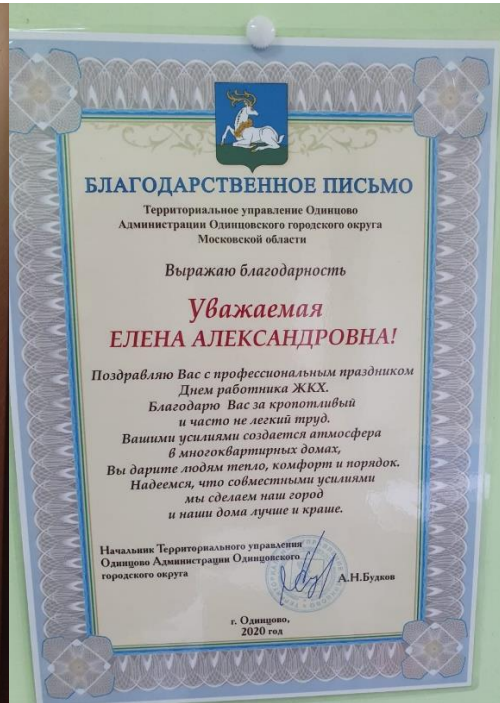 БЛАГОДАРСТВЕННОЕ ПИСЬМО
Территориальное управление Одинцово
Администрации Одинцовского городского округа
Московской области
Выражаю благодарность
Уважаемая
ЕЛЕНА АЛЕКСАНДРОВНА!
Поздравляю Вас с профессиональным праздником
Днем работника ЖКХ.
Благодарю Вас за кропотливый
и часто не легкий труд.
Вашими усилиями создается атмосфера
в многоквартирных домах,
Вы дарите людям тепло, комфорт и порядок.
Надеемся, что совместными усилиями
мы сделаем наш город
и наши дома лучше и краше.
Начальник Территориального управления
Одинцово Администрации Одинцовского
городского округа
А.Н.Будков
г. Одинцово,
2020 год